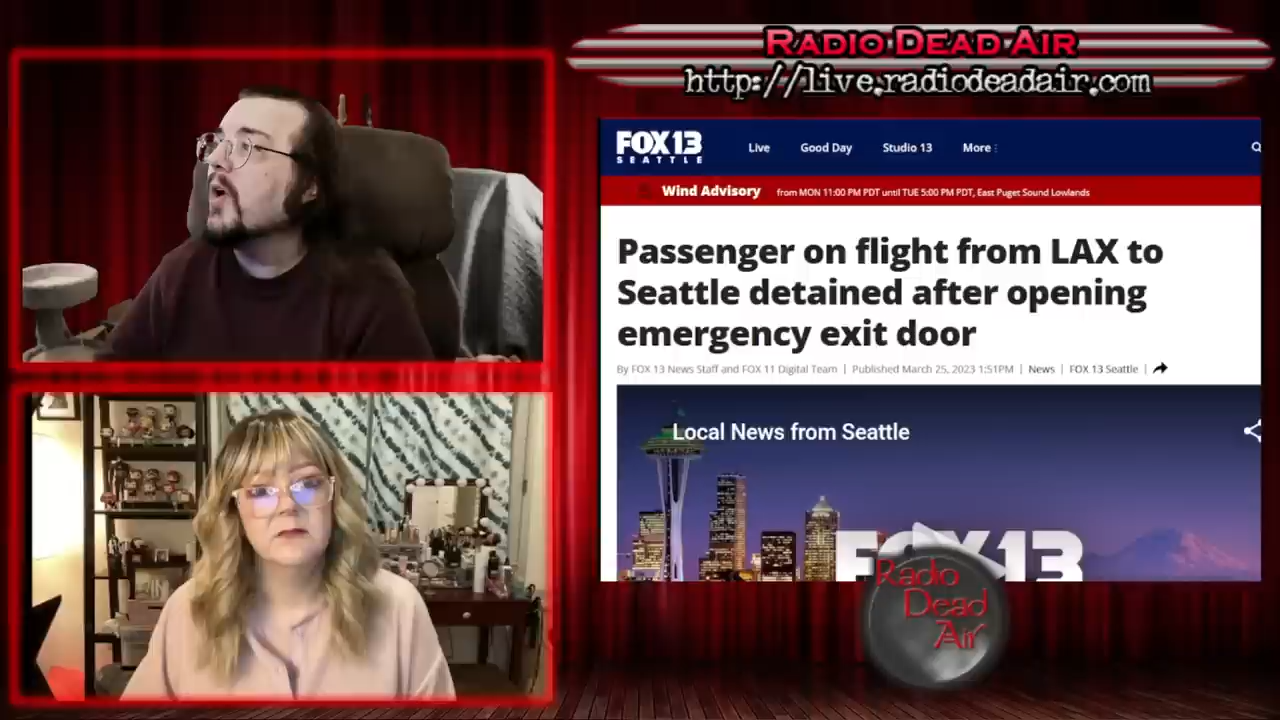 RADIO DEAD AIR
http://live.radiodeadair.com
FOX 13
SEATTLE
Live
Good Day
Studio 13
More
Wind Advisory from MON 11:00 PM PDT until TUE 5:00 PM PDT, East Puget Sound Lowlands
Passenger on flight from LAX to
Seattle detained after opening
emergency exit door
By FOX 13 News Staff and FOX 11 Digital Team | Published March 25, 2023 1:51PM | News | FOX 13 Seattle |
Local News from Seattle
FOX 13
Radio
Dead
Air